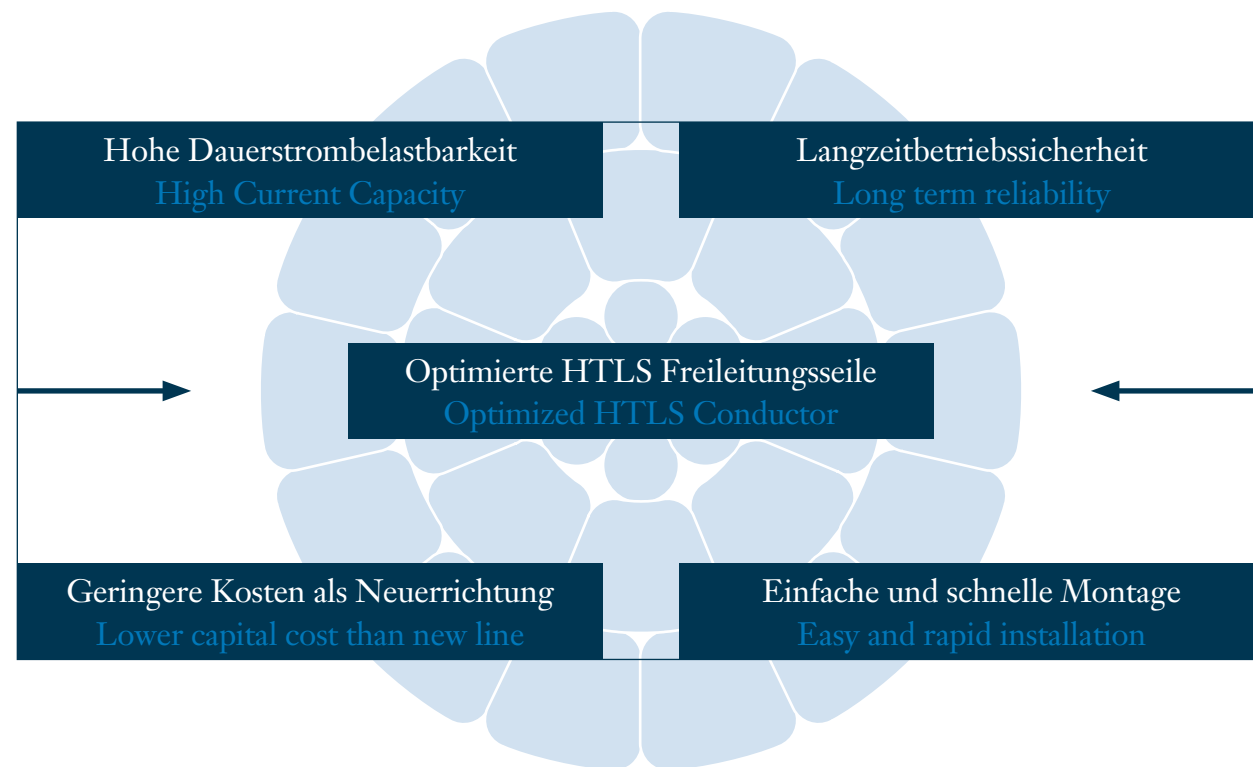 Hohe Dauerstrombelastbarkeit
High Current Capacity
Langzeitbetriebssicherheit
Long term reliability
Optimierte HTLS Freileitungsseile
Optimized HTLS Conductor
Geringere Kosten als Neuerrichtung
Lower capital cost than new line
Einfache und schnelle Montage
Easy and rapid installation